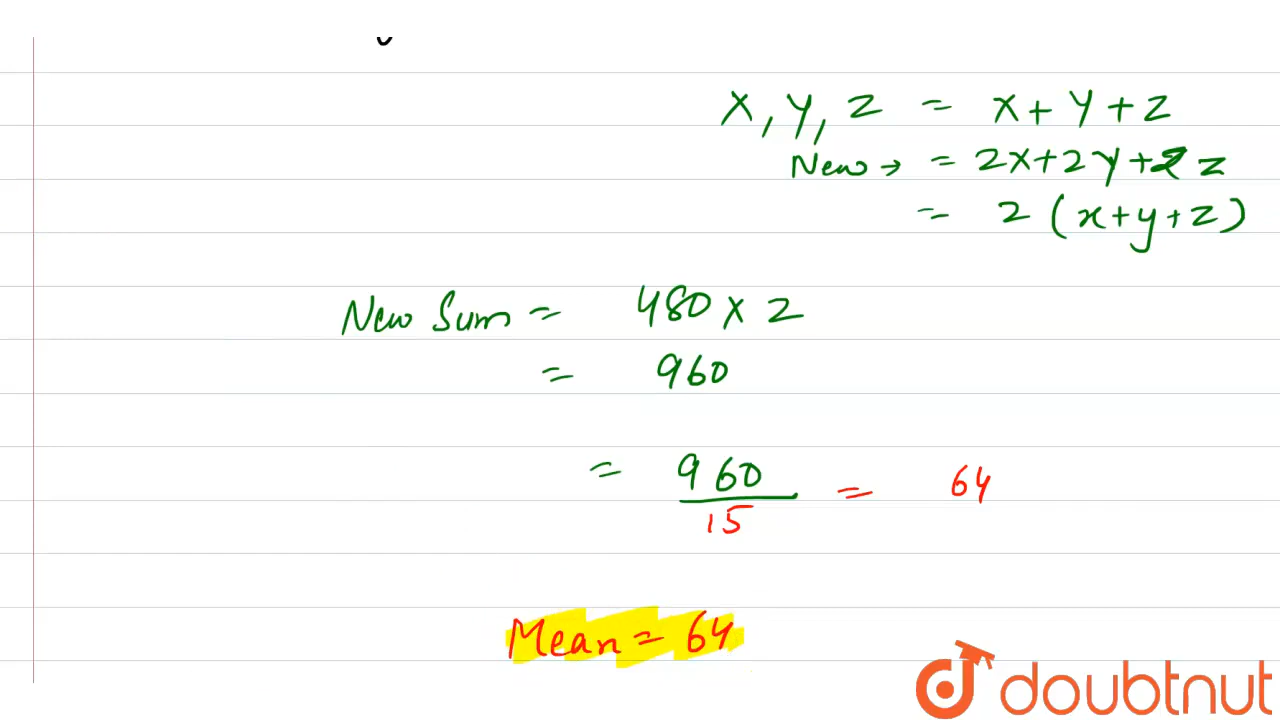 X, Y, Z = X + Y + Z
New → = 2X + 2Y + 2Z
= 2 (x + y + z)
New Sum = 480 × 2
= 960
= 960/15 = 64
Mean = 64
doubtnut